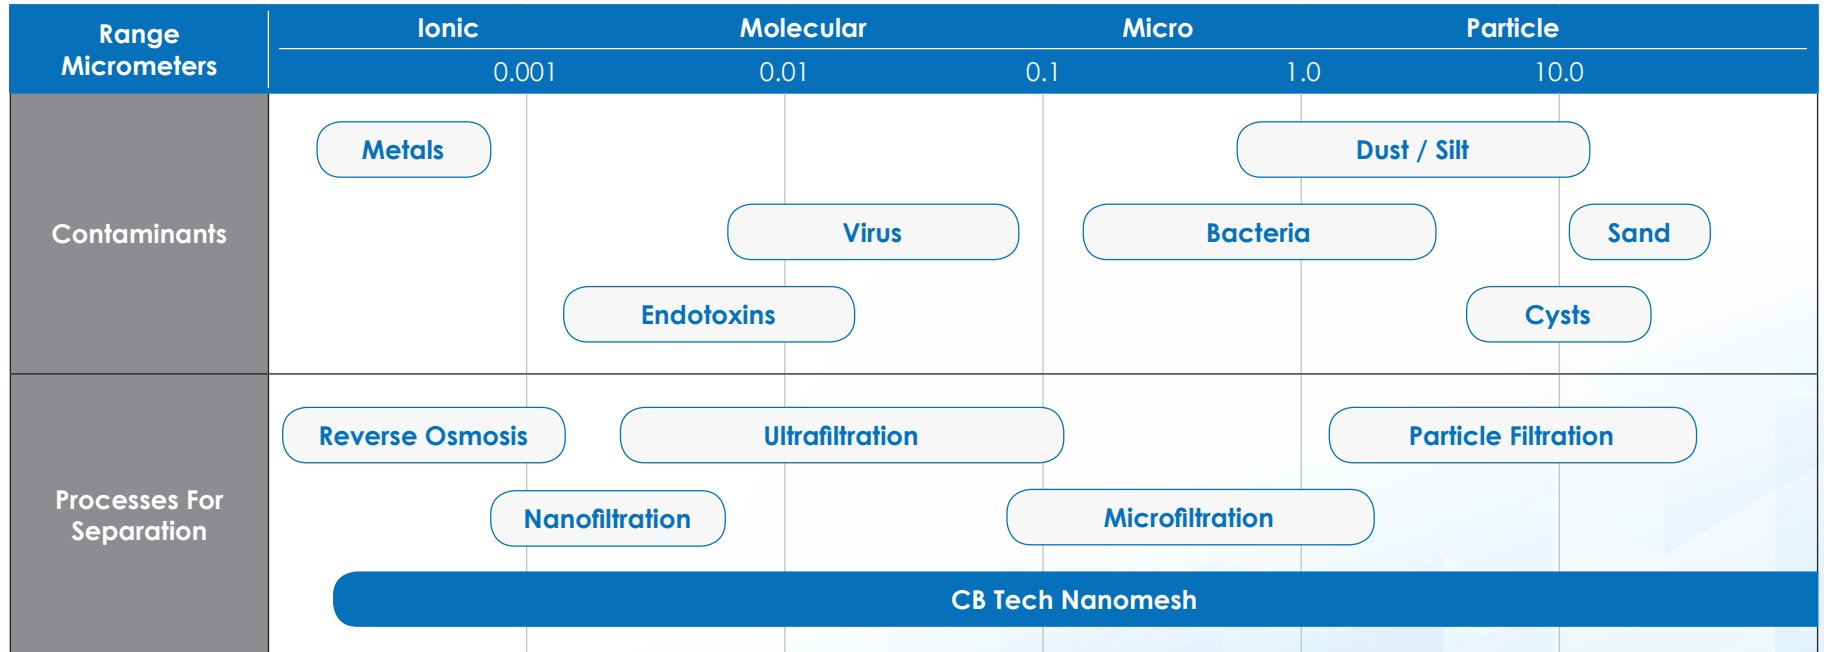 Range
Micrometers
Ionic
Molecular
Micro
Particle
0.001
0.01
0.1
1.0
10.0
Contaminants
Metals
Dust / Silt
Virus
Bacteria
Sand
Endotoxins
Cysts
Processes For
Separation
Reverse Osmosis
Ultrafiltration
Particle Filtration
Nanofiltration
Microfiltration
CB Tech Nanomesh